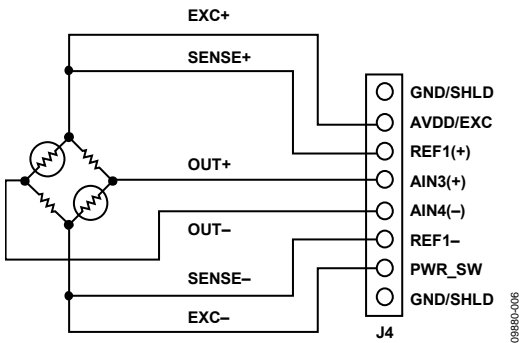 EXC+
SENSE+
GND/SHLD
AVDD/EXC
REF1(+)
OUT+
AIN3(+)
AIN4(–)
OUT–
REF1–
SENSE–
PWR_SW
GND/SHLD
EXC–
J4
09880-006